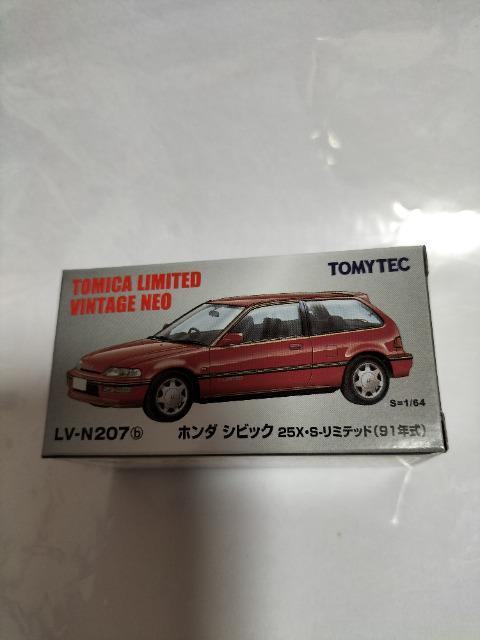 TOMICA LIMITED
VINTAGE NEO
TOMYTEC
S=1/64
LV-N207ⓑ
ホンダ シビック 25X・S-リミテッド(91年式)